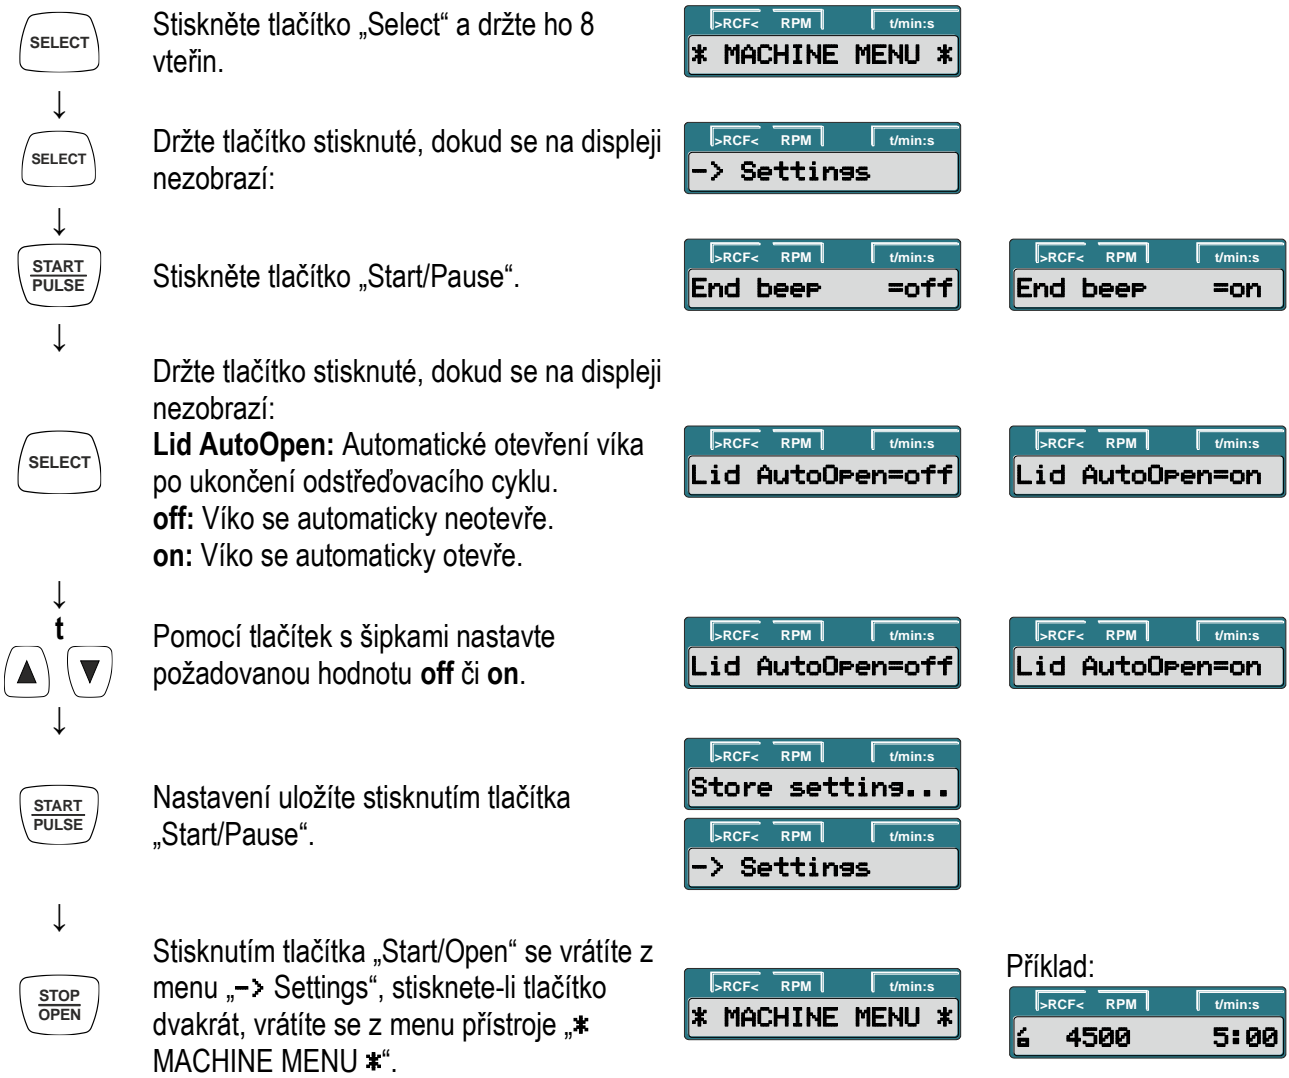 SELECT
Stiskněte tlačítko „Select“ a držte ho 8
vteřin.
>RCF< RPM t/min:s
* MACHINE MENU *
↓
SELECT
Držte tlačítko stisknuté, dokud se na displeji
nezobrazí:
>RCF< RPM t/min:s
-> Settings
↓
START
PULSE
Stiskněte tlačítko „Start/Pause“.
>RCF< RPM t/min:s
End beep =off
>RCF< RPM t/min:s
End beep =on
↓
SELECT
Držte tlačítko stisknuté, dokud se na displeji
nezobrazí:
Lid AutoOpen: Automatické otevření víka
po ukončení odstřeďovacího cyklu.
off: Víko se automaticky neotevře.
on: Víko se automaticky otevře.
>RCF< RPM t/min:s
Lid AutoOpen=off
>RCF< RPM t/min:s
Lid AutoOpen=on
↓
t
▲ ▼
Pomocí tlačítek s šipkami nastavte
požadovanou hodnotu off či on.
>RCF< RPM t/min:s
Lid AutoOpen=off
>RCF< RPM t/min:s
Lid AutoOpen=on
↓
START
PULSE
Nastavení uložíte stisknutím tlačítka
„Start/Pause“.
>RCF< RPM t/min:s
Store setting...
>RCF< RPM t/min:s
-> Settings
↓
STOP
OPEN
Stisknutím tlačítka „Start/Open“ se vrátíte z
menu „-> Settings“, stisknete-li tlačítko
dvakrát, vrátíte se z menu přístroje „*
MACHINE MENU *“.
>RCF< RPM t/min:s
* MACHINE MENU *
Příklad:
>RCF< RPM t/min:s
4500 5:00